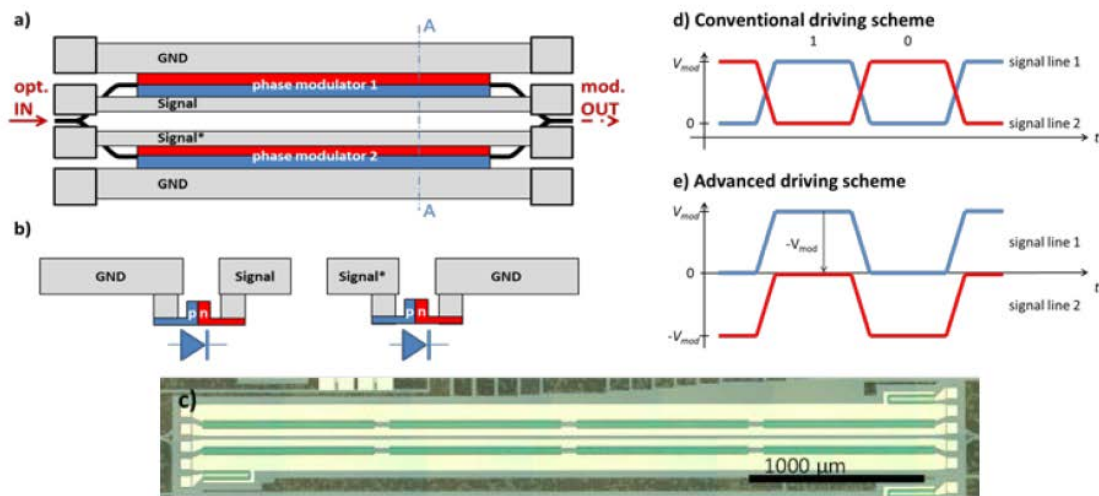 a)
A
GND
opt.
IN
phase modulator 1
Signal
mod.
OUT
Signal*
phase modulator 2
GND
A
b)
GND
Signal
p n
Signal*
GND
p n
c)
1000 µm
d) Conventional driving scheme
1 0
Vmod
signal line 1
0
signal line 2
t
e) Advanced driving scheme
Vmod
-Vmod
signal line 1
0
t
signal line 2
-Vmod